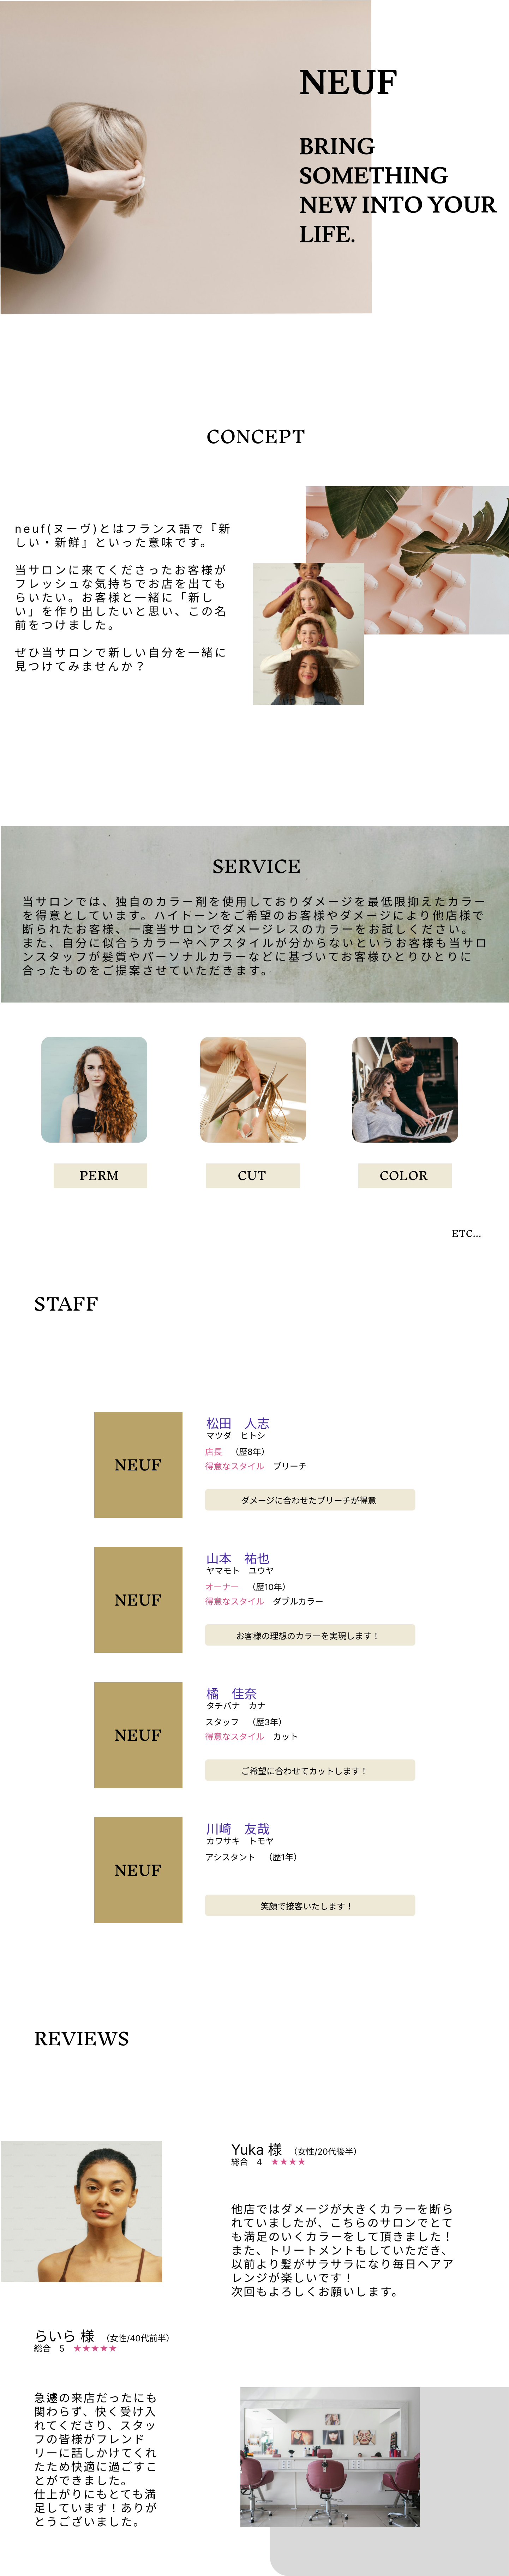 NEUF
BRING
SOMETHING
NEW INTO YOUR
LIFE.
CONCEPT
neuf(ヌーヴ)とはフランス語で『新
しい・新鮮』といった意味です。
当サロンに来てくださったお客様が
フレッシュな気持ちでお店を出ても
らいたい。お客様と一緒に「新し
い」を作り出したいと思い、この名
前をつけました。
ぜひ当サロンで新しい自分を一緒に
見つけてみませんか？
SERVICE
当サロンでは、独自のカラー剤を使用しておりダメージを最低限抑えたカラー
を得意としています。ハイトーンをご希望のお客様やダメージにより他店様で
断られたお客様、一度当サロンでダメージレスのカラーをお試しください。
また、自分に似合うカラーやヘアスタイルが分からないというお客様も当サロ
ンスタッフが髪質やパーソナルカラーなどに基づいてお客様ひとりひとりに
合ったものをご提案させていただきます。
PERM
CUT
COLOR
ETC...
STAFF
NEUF
松田　人志
マツダ　ヒトシ
店長　（歴8年）
得意なスタイル　ブリーチ
ダメージに合わせたブリーチが得意
NEUF
山本　祐也
ヤマモト　ユウヤ
オーナー　（歴10年）
得意なスタイル　ダブルカラー
お客様の理想のカラーを実現します！
NEUF
橘　佳奈
タチバナ　カナ
スタッフ　（歴3年）
得意なスタイル　カット
ご希望に合わせてカットします！
NEUF
川崎　友哉
カワサキ　トモヤ
アシスタント　（歴1年）
笑顔で接客いたします！
REVIEWS
Yuka 様　（女性/20代後半）
総合　4　★★★★
他店ではダメージが大きくカラーを断ら
れていましたが、こちらのサロンでとて
も満足のいくカラーをして頂きました！
また、トリートメントもしていただき、
以前より髪がサラサラになり毎日ヘアア
レンジが楽しいです！
次回もよろしくお願いします。
らいら 様　（女性/40代前半）
総合　5　★★★★★
急遽の来店だったにも
関わらず、快く受け入
れてくださり、スタッ
フの皆様がフレンド
リーに話しかけてくれ
たため快適に過ごすこ
とができました。
仕上がりにもとても満
足しています！ありが
とうございました。